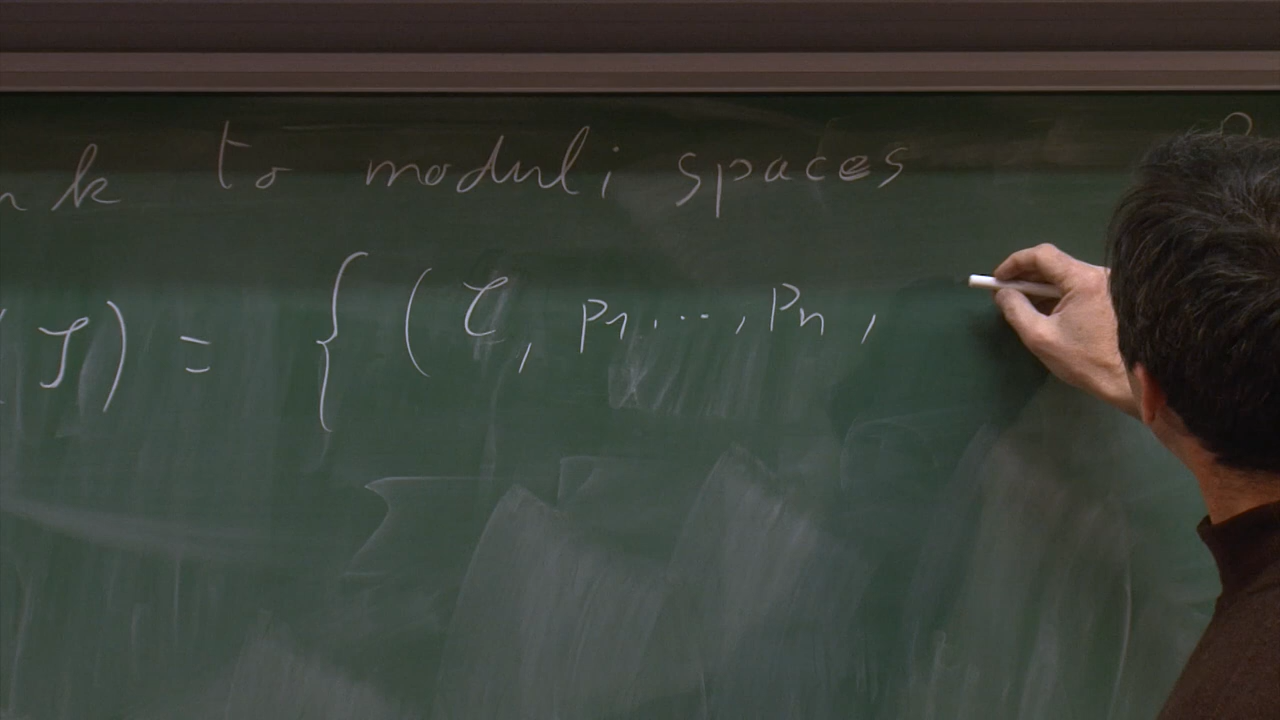 nk to moduli spaces
( 𝒯 ) = { ( 𝒞 , p₁, ..., pₙ ,